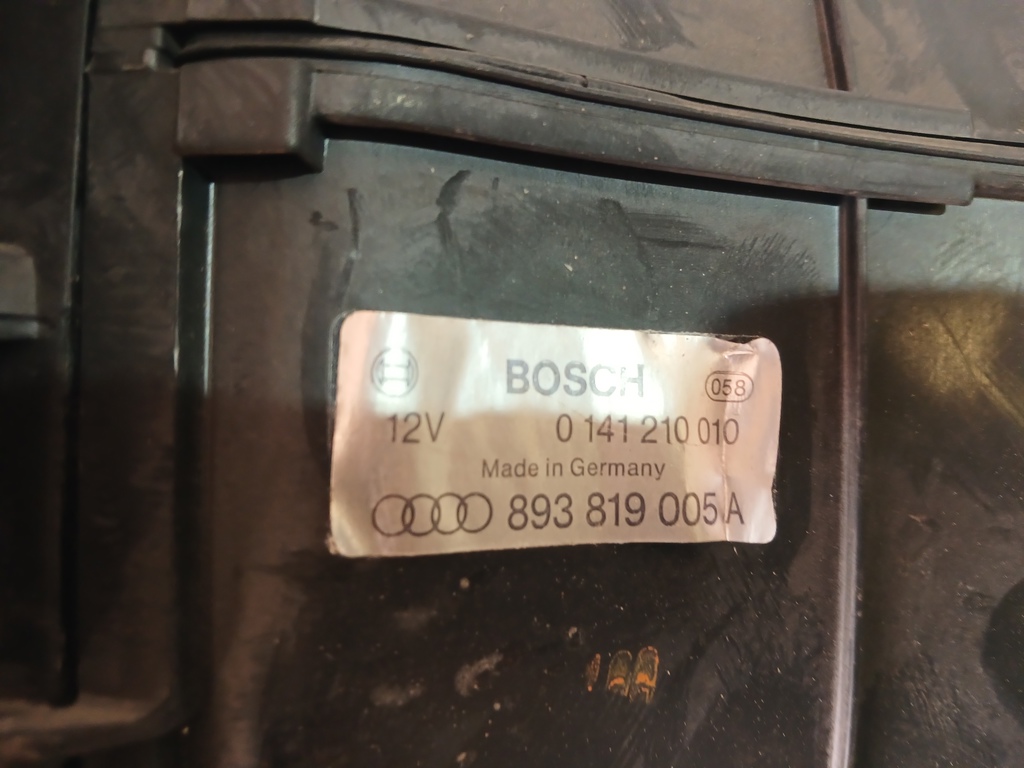 BOSCH 058
12V 0 141 210 010
Made in Germany
893 819 005 A